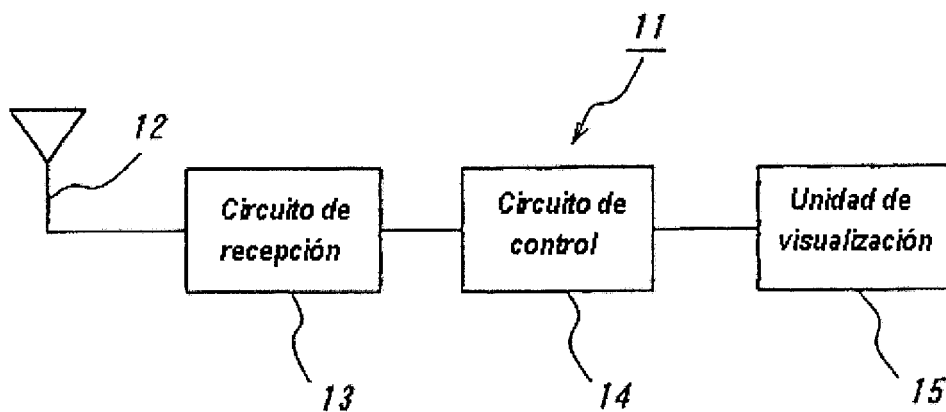 11
12
Circuito de
recepción
Circuito de
control
Unidad de
visualización
13
14
15